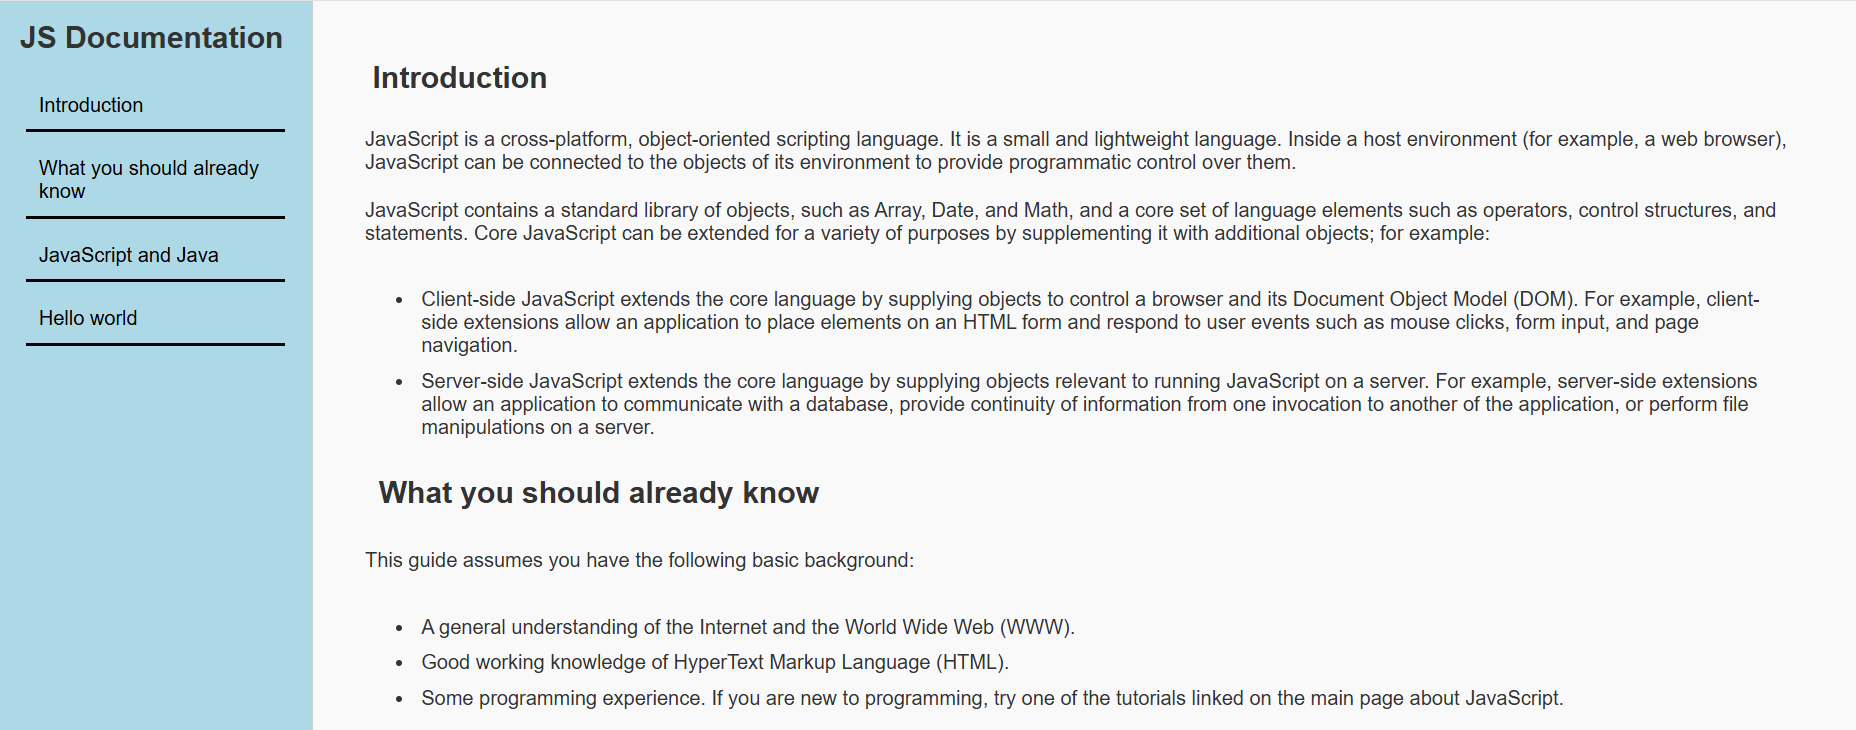 JS Documentation
Introduction
What you should already
know
JavaScript and Java
Hello world
Introduction
JavaScript is a cross-platform, object-oriented scripting language. It is a small and lightweight language. Inside a host environment (for example, a web browser),
JavaScript can be connected to the objects of its environment to provide programmatic control over them.
JavaScript contains a standard library of objects, such as Array, Date, and Math, and a core set of language elements such as operators, control structures, and
statements. Core JavaScript can be extended for a variety of purposes by supplementing it with additional objects; for example:
• Client-side JavaScript extends the core language by supplying objects to control a browser and its Document Object Model (DOM). For example, client-
side extensions allow an application to place elements on an HTML form and respond to user events such as mouse clicks, form input, and page
navigation.
• Server-side JavaScript extends the core language by supplying objects relevant to running JavaScript on a server. For example, server-side extensions
allow an application to communicate with a database, provide continuity of information from one invocation to another of the application, or perform file
manipulations on a server.
What you should already know
This guide assumes you have the following basic background:
• A general understanding of the Internet and the World Wide Web (WWW).
• Good working knowledge of HyperText Markup Language (HTML).
• Some programming experience. If you are new to programming, try one of the tutorials linked on the main page about JavaScript.